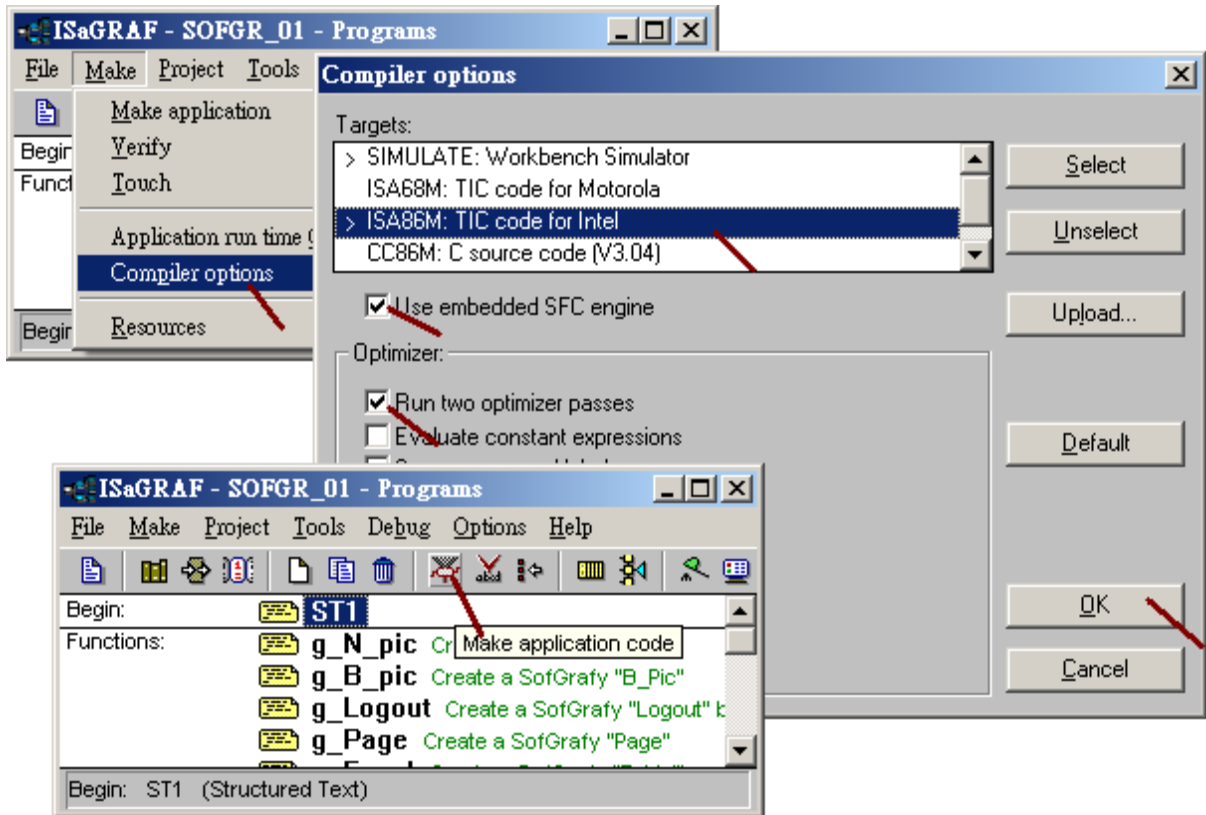 ISaGRAF - SOFGR_01 - Programs
File Make Project Tools
Make application
Verify
Touch
Application run time
Compiler options
Resources
Begin
Compiler options
Targets:
> SIMULATE: Workbench Simulator
ISA68M: TIC code for Motorola
> ISA86M: TIC code for Intel
CC86M: C source code (V3.04)
Select
Unselect
Upload...
Default
OK
Cancel
Use embedded SFC engine
Optimizer:
Run two optimizer passes
Evaluate constant expressions
ISaGRAF - SOFGR_01 - Programs
File Make Project Tools Debug Options Help
Begin: ST1
Functions: g_N_pic Cr
Make application code
g_B_pic Create a SofGrafy "B_Pic"
g_Logout Create a SofGrafy "Logout" b
g_Page Create a SofGrafy "Page"
Begin: ST1 (Structured Text)